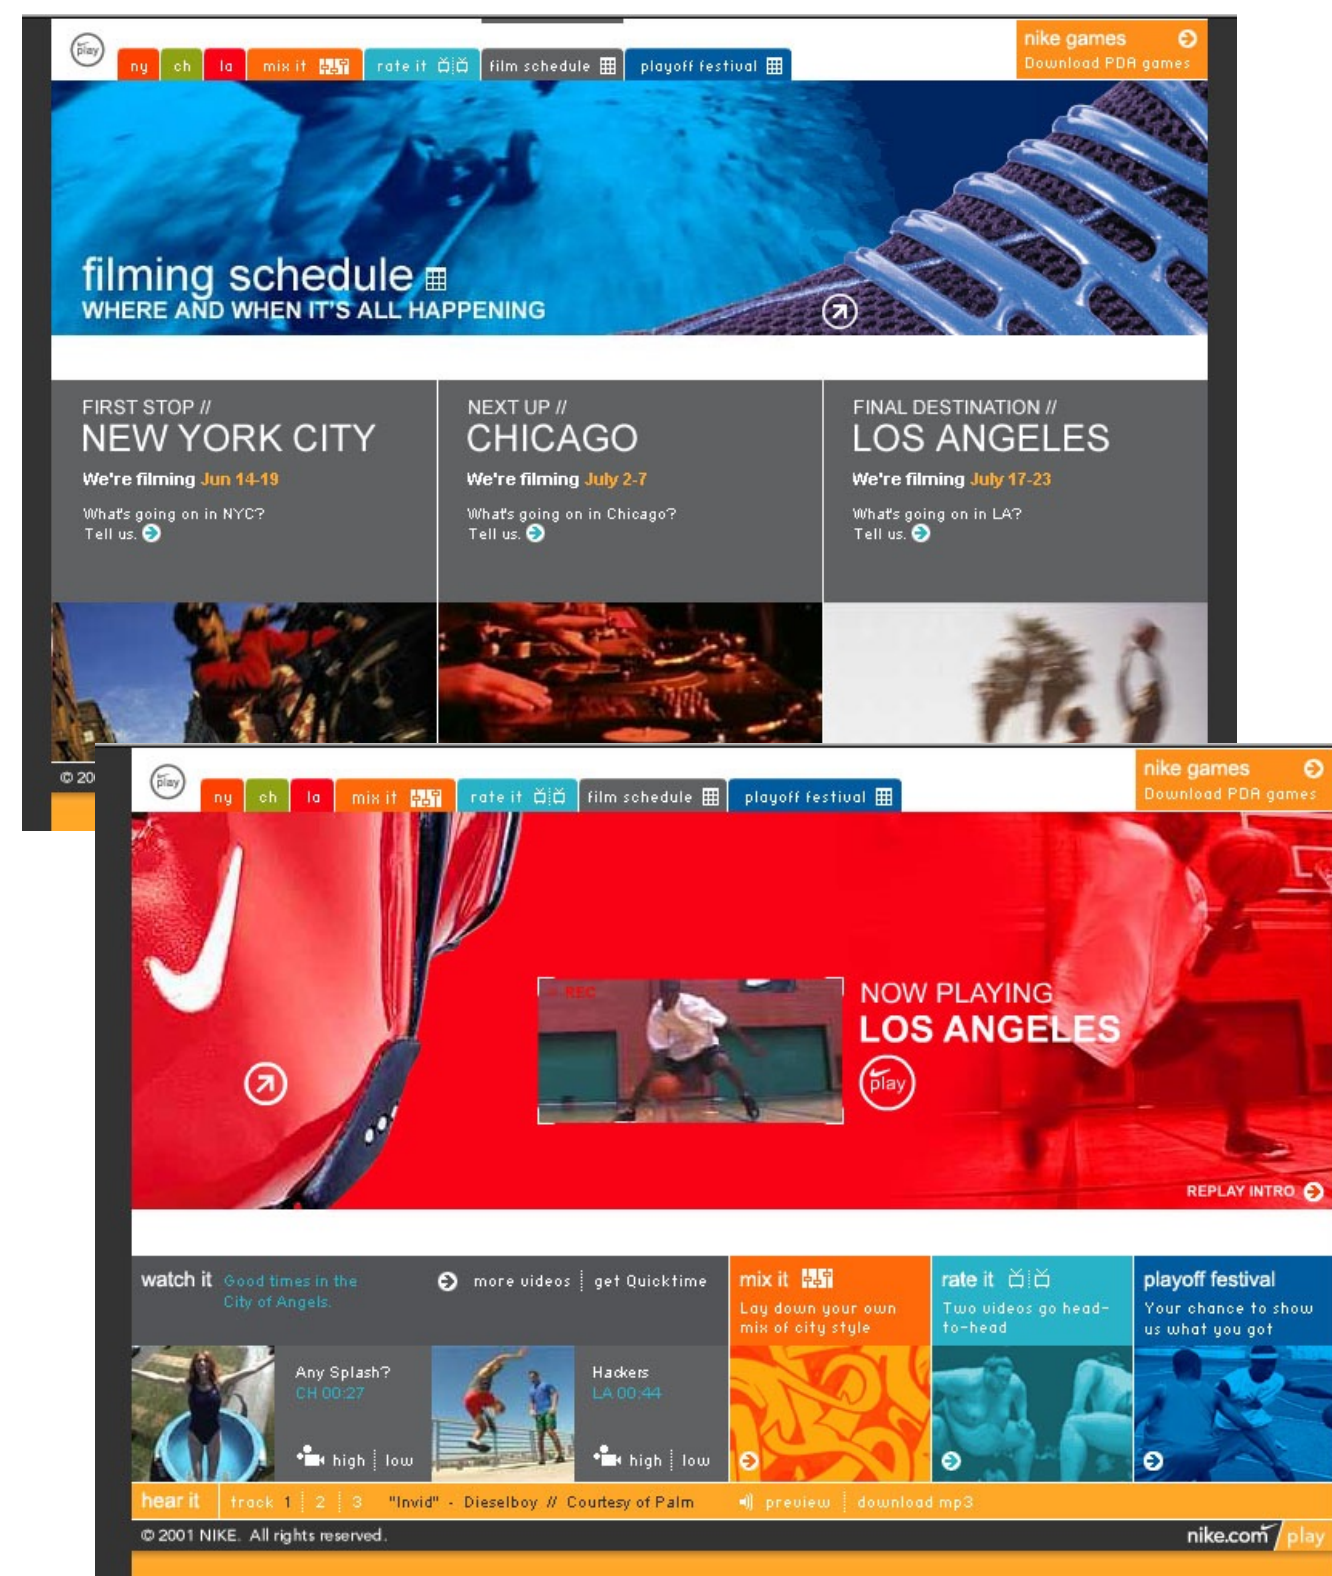 play
ny ch la mix it rate it film schedule playoff festival
nike games
Download PDA games
filming schedule
WHERE AND WHEN IT'S ALL HAPPENING
FIRST STOP //
NEW YORK CITY
We're filming Jun 14-19
What's going on in NYC?
Tell us.
NEXT UP //
CHICAGO
We're filming July 2-7
What's going on in Chicago?
Tell us.
FINAL DESTINATION //
LOS ANGELES
We're filming July 17-23
What's going on in LA?
Tell us.
© 20
play
ny ch la mix it rate it film schedule playoff festival
nike games
Download PDA games
REC
NOW PLAYING
LOS ANGELES
play
REPLAY INTRO
watch it Good times in the
City of Angels.
more videos get Quicktime
Any Splash?
CH 00:27
high low
Hackers
LA 00:44
high low
mix it
Lay down your own
mix of city style
rate it
Two videos go head-
to-head
playoff festival
Your chance to show
us what you got
hear it track 1 2 3 "Invid" - Dieselboy // Courtesy of Palm preview download mp3
© 2001 NIKE. All rights reserved.
nike.com / play